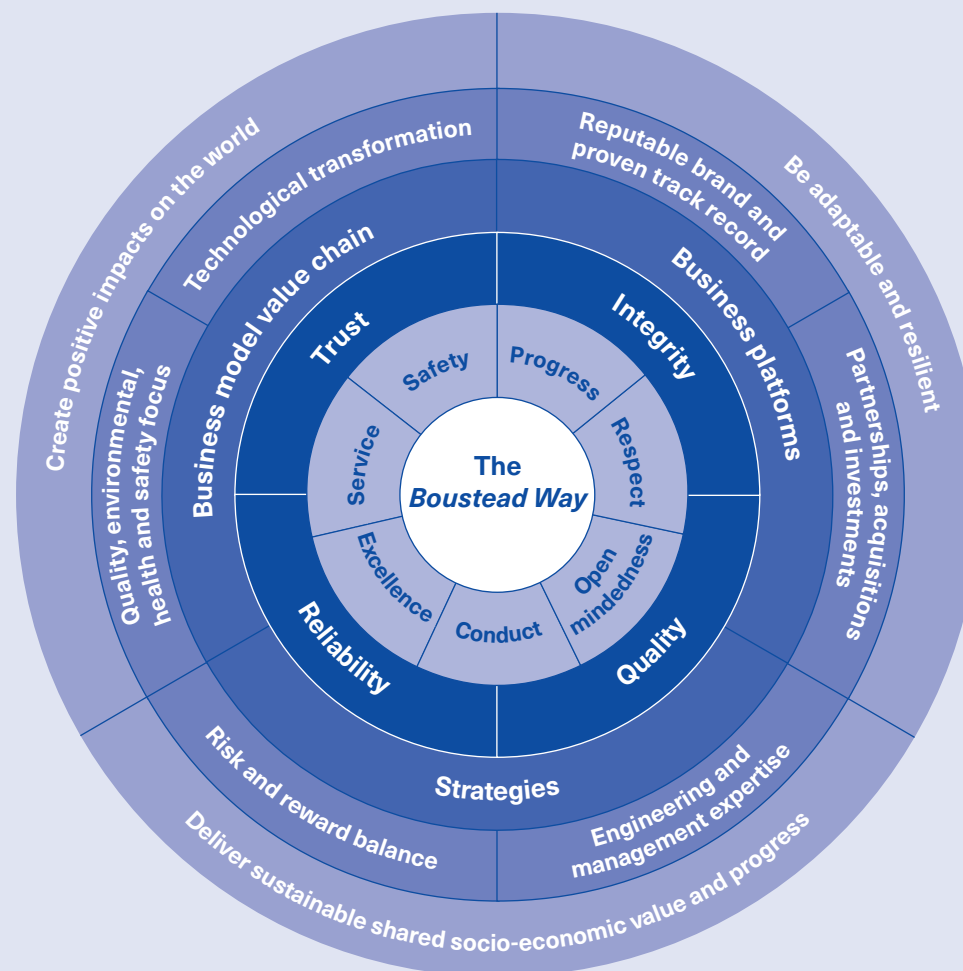 The
Boustead Way
Safety
Progress
Respect
Open
mindedness
Conduct
Excellence
Service
Trust
Integrity
Quality
Reliability
Business model value chain
Business platforms
Strategies
Technological transformation
Reputable brand and
proven track record
Partnerships, acquisitions
and investments
Engineering and
management expertise
Risk and reward balance
Quality, environmental,
health and safety focus
Create positive impacts on the world
Be adaptable and resilient
Deliver sustainable shared socio-economic value and progress